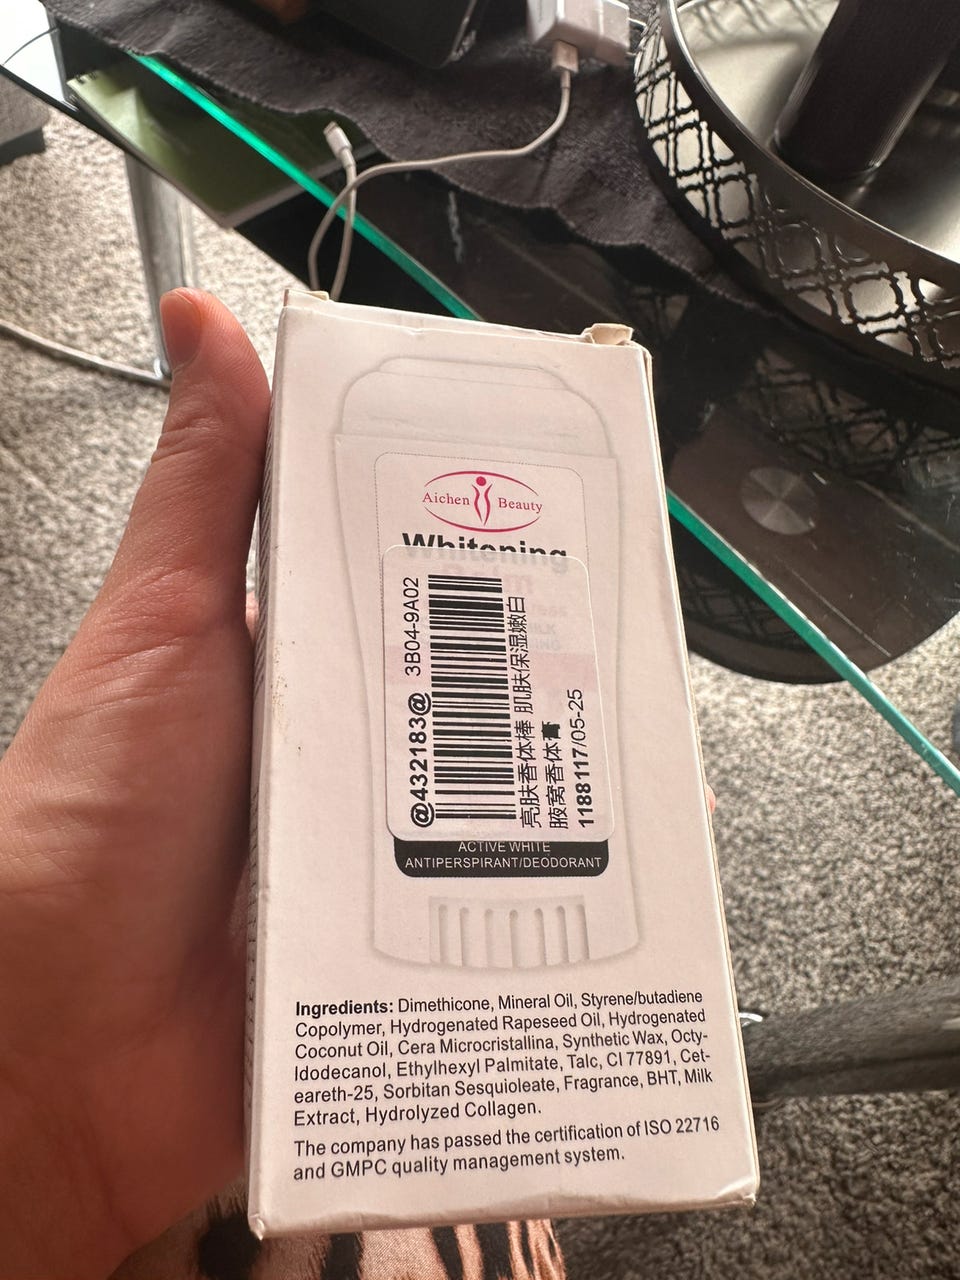 Aichen Beauty
Whitening
@432183@ 3B04-9A02
亮肤香体棒 肌肤保湿嫩白
腋窝香体膏
1188117/05-25
ACTIVE WHITE
ANTIPERSPIRANT/DEODORANT
Ingredients: Dimethicone, Mineral Oil, Styrene/butadiene
Copolymer, Hydrogenated Rapeseed Oil, Hydrogenated
Coconut Oil, Cera Microcristallina, Synthetic Wax, Octy-
Idodecanol, Ethylhexyl Palmitate, Talc, CI 77891, Cet-
eareth-25, Sorbitan Sesquioleate, Fragrance, BHT, Milk
Extract, Hydrolyzed Collagen.
The company has passed the certification of ISO 22716
and GMPC quality management system.